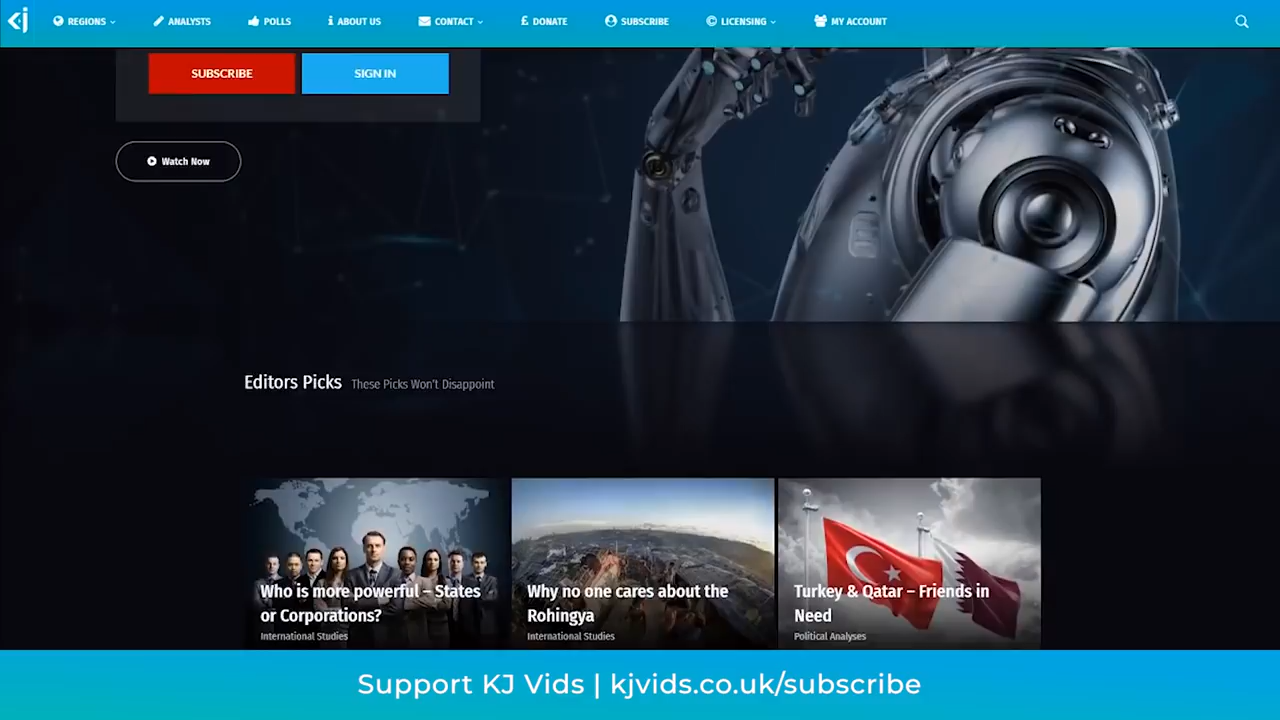 kj REGIONS ANALYSTS POLLS ABOUT US CONTACT £ DONATE SUBSCRIBE LICENSING MY ACCOUNT
SUBSCRIBE SIGN IN
Watch Now
Editors Picks These Picks Won't Disappoint
Who is more powerful – States
or Corporations?
International Studies
Why no one cares about the
Rohingya
International Studies
Turkey & Qatar – Friends in
Need
Political Analyses
Support KJ Vids | kjvids.co.uk/subscribe